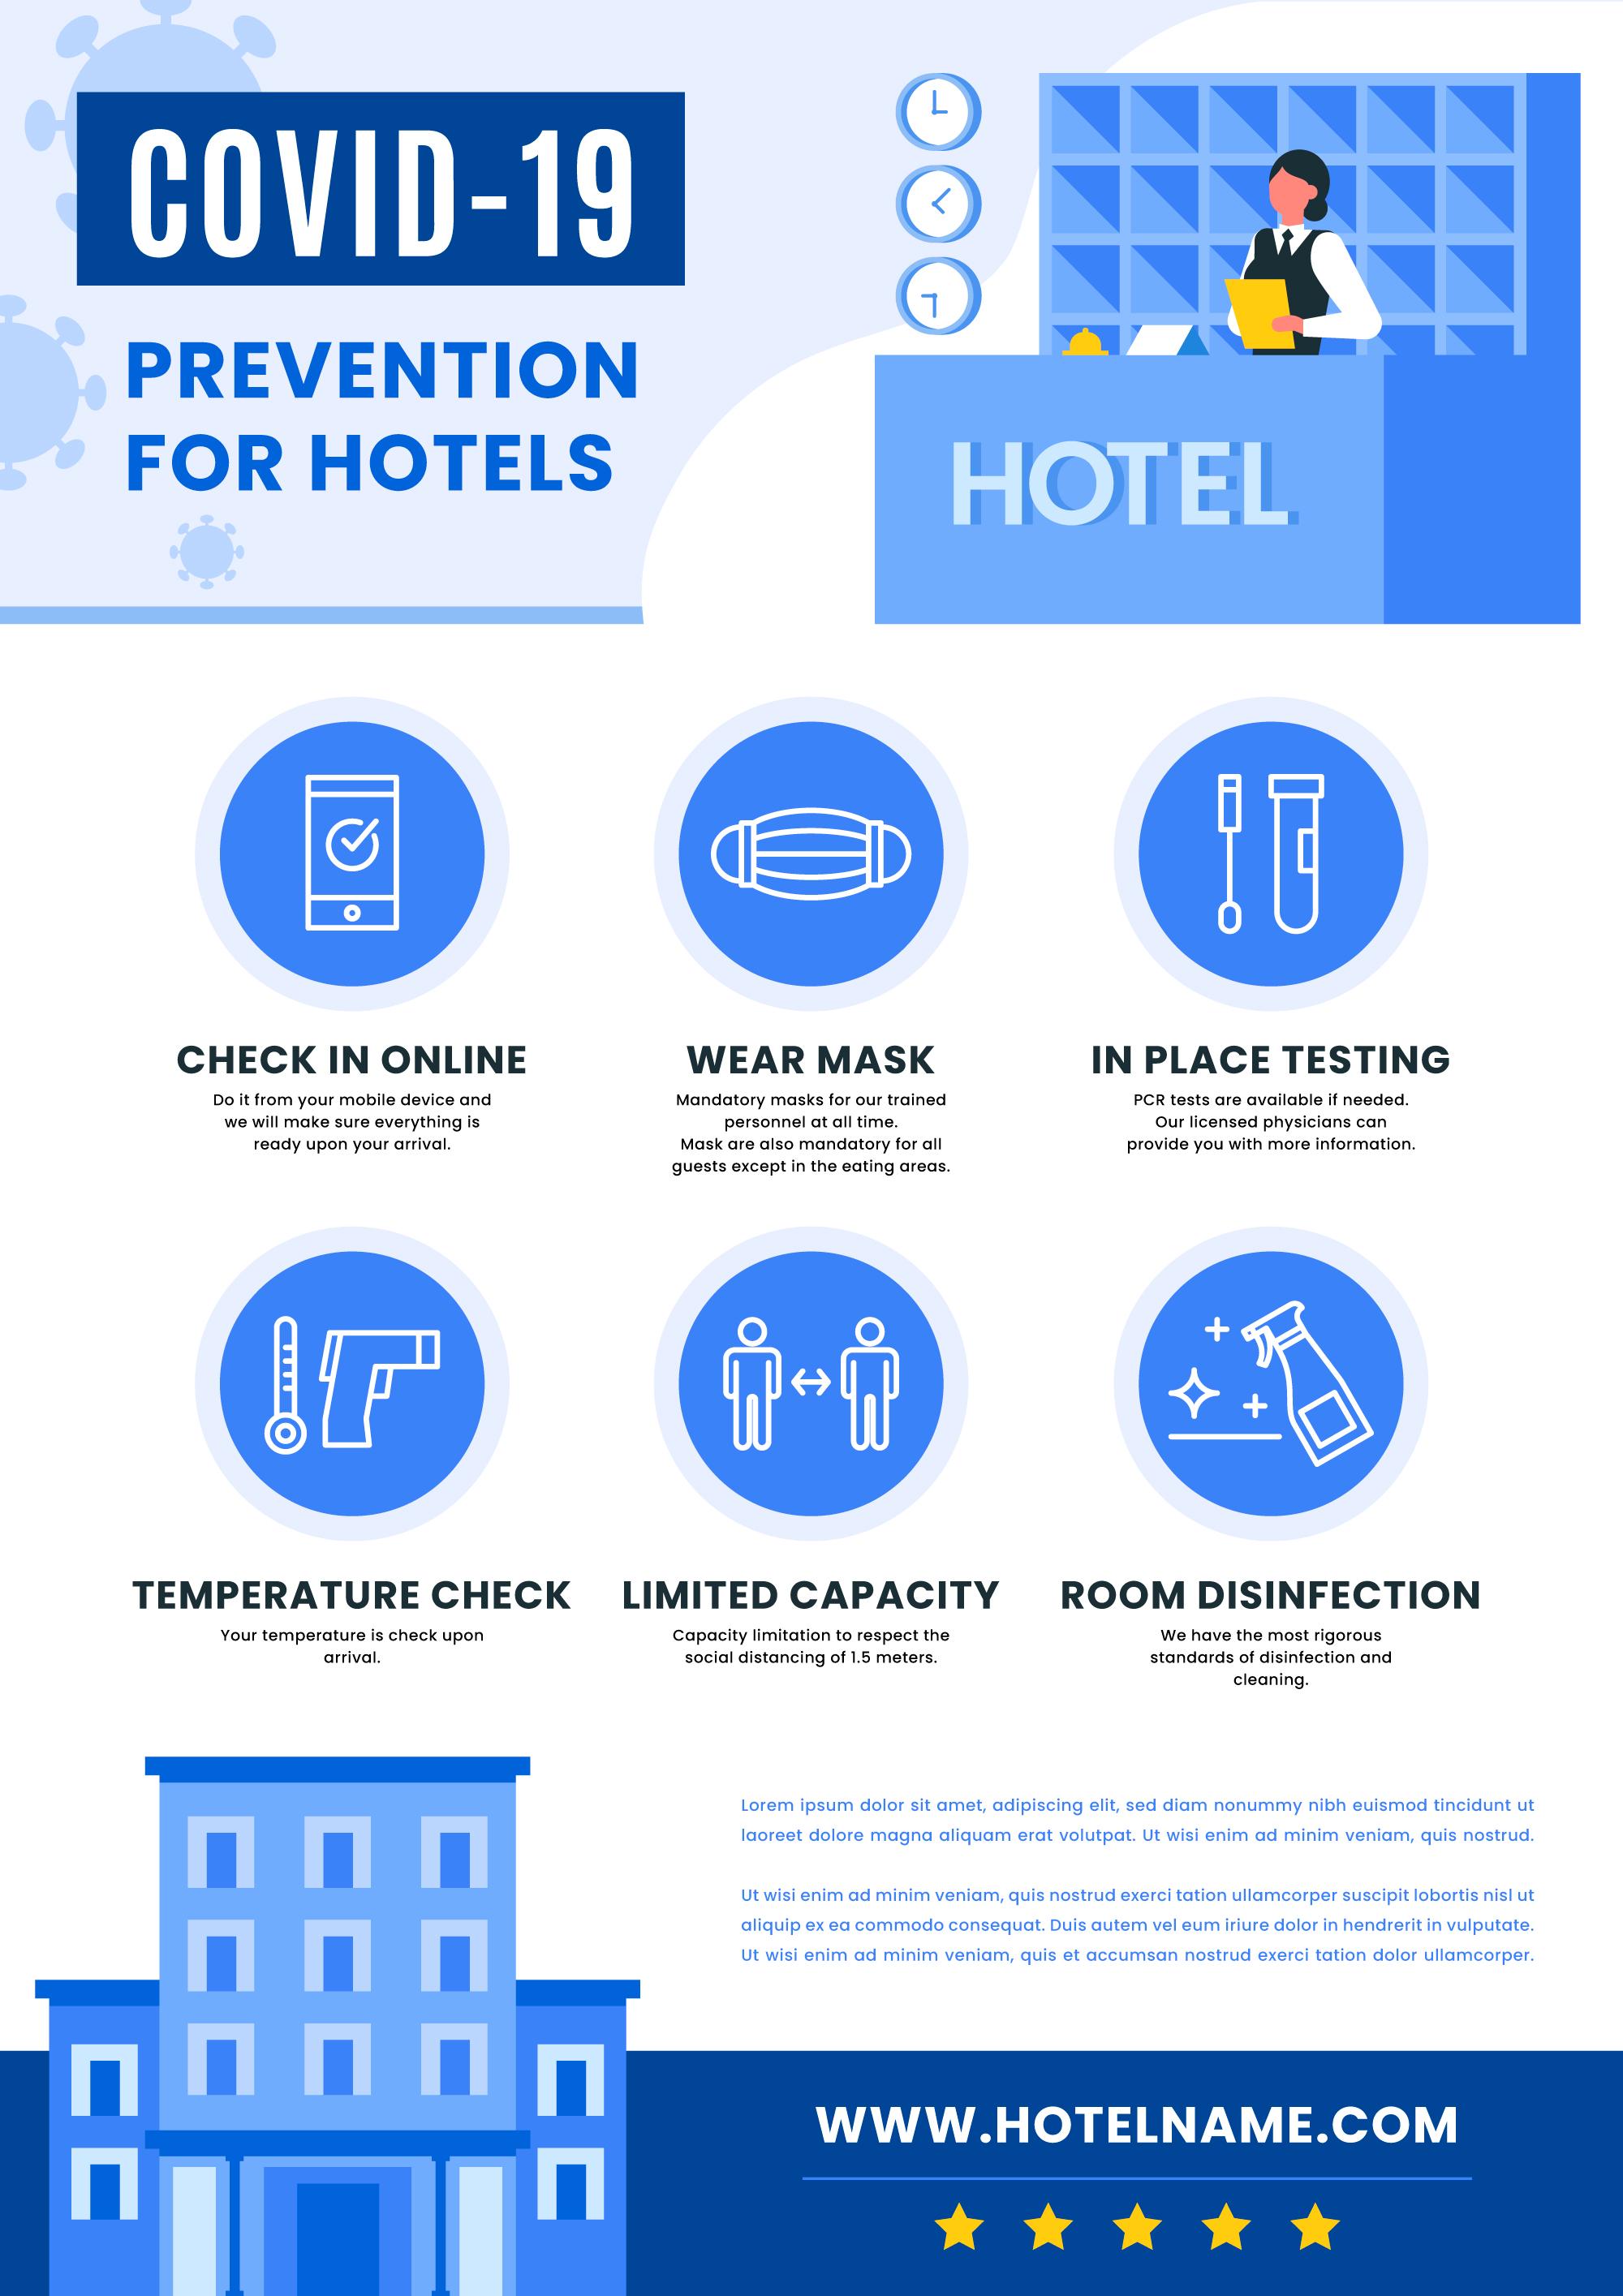 COVID-19
PREVENTION
FOR HOTELS
HOTEL
CHECK IN ONLINE
Do it from your mobile device and
we will make sure everything is
ready upon your arrival.
WEAR MASK
Mandatory masks for our trained
personnel at all time.
Mask are also mandatory for all
guests except in the eating areas.
IN PLACE TESTING
PCR tests are available if needed.
Our licensed physicians can
provide you with more information.
TEMPERATURE CHECK
Your temperature is check upon
arrival.
LIMITED CAPACITY
Capacity limitation to respect the
social distancing of 1.5 meters.
ROOM DISINFECTION
We have the most rigorous
standards of disinfection and
cleaning.
Lorem ipsum dolor sit amet, adipiscing elit, sed diam nonummy nibh euismod tincidunt ut
laoreet dolore magna aliquam erat volutpat. Ut wisi enim ad minim veniam, quis nostrud.
Ut wisi enim ad minim veniam, quis nostrud exerci tation ullamcorper suscipit lobortis nisl ut
aliquip ex ea commodo consequat. Duis autem vel eum iriure dolor in hendrerit in vulputate.
Ut wisi enim ad minim veniam, quis et accumsan nostrud exerci tation dolor ullamcorper.
WWW.HOTELNAME.COM